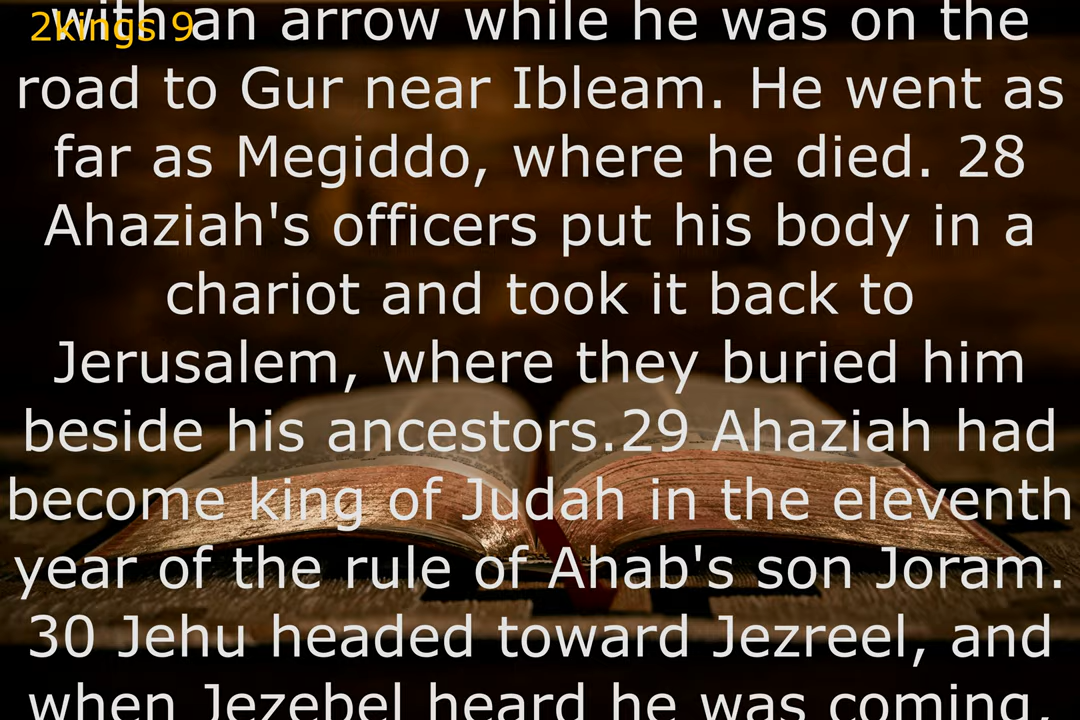 2kings 9
with an arrow while he was on the
road to Gur near Ibleam. He went as
far as Megiddo, where he died. 28
Ahaziah's officers put his body in a
chariot and took it back to
Jerusalem, where they buried him
beside his ancestors.29 Ahaziah had
become king of Judah in the eleventh
year of the rule of Ahab's son Joram.
30 Jehu headed toward Jezreel, and
when Jezebel heard he was coming,